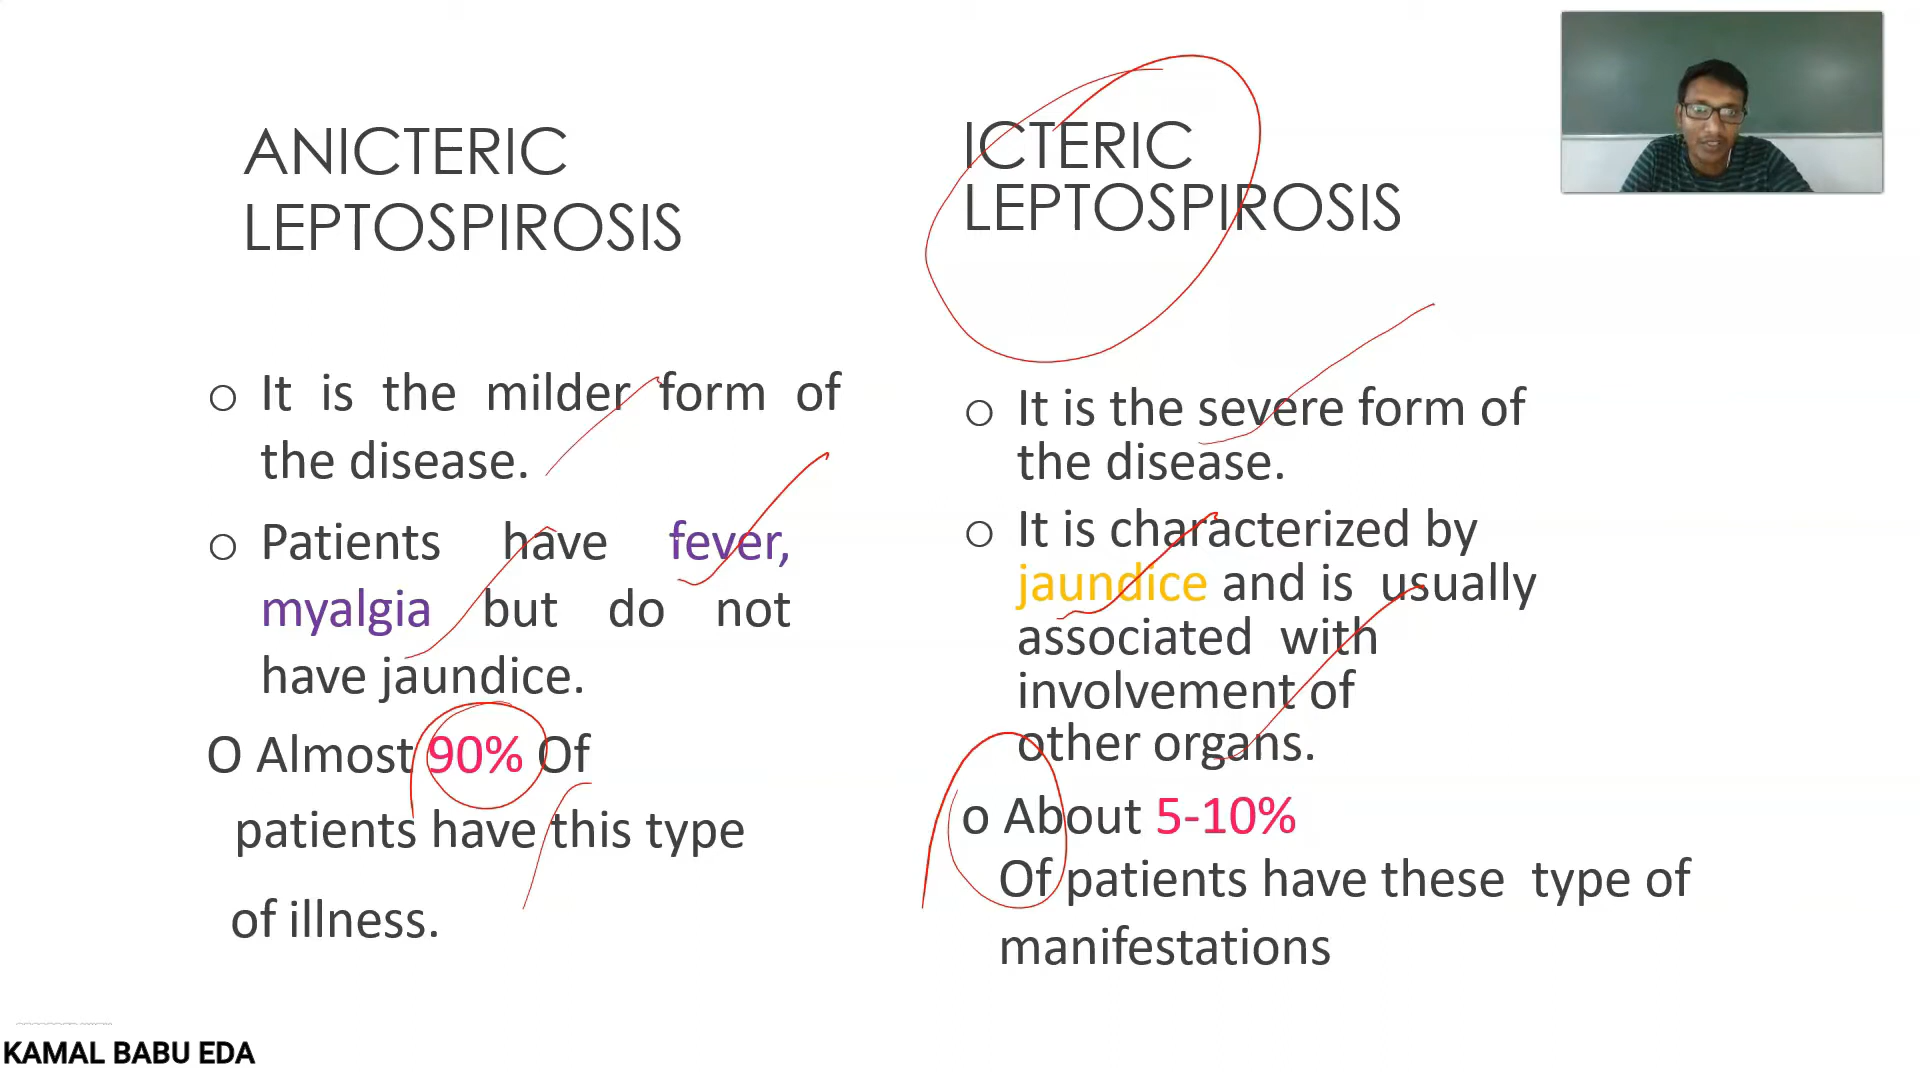 ANICTERIC
LEPTOSPIROSIS
o It is the milder form of
the disease.
o Patients have fever,
myalgia but do not
have jaundice.
O Almost 90% Of
patients have this type
of illness.
ICTERIC
LEPTOSPIROSIS
o It is the severe form of
the disease.
o It is characterized by
jaundice and is usually
associated with
involvement of
other organs.
o About 5-10%
Of patients have these type of
manifestations
KAMAL BABU EDA